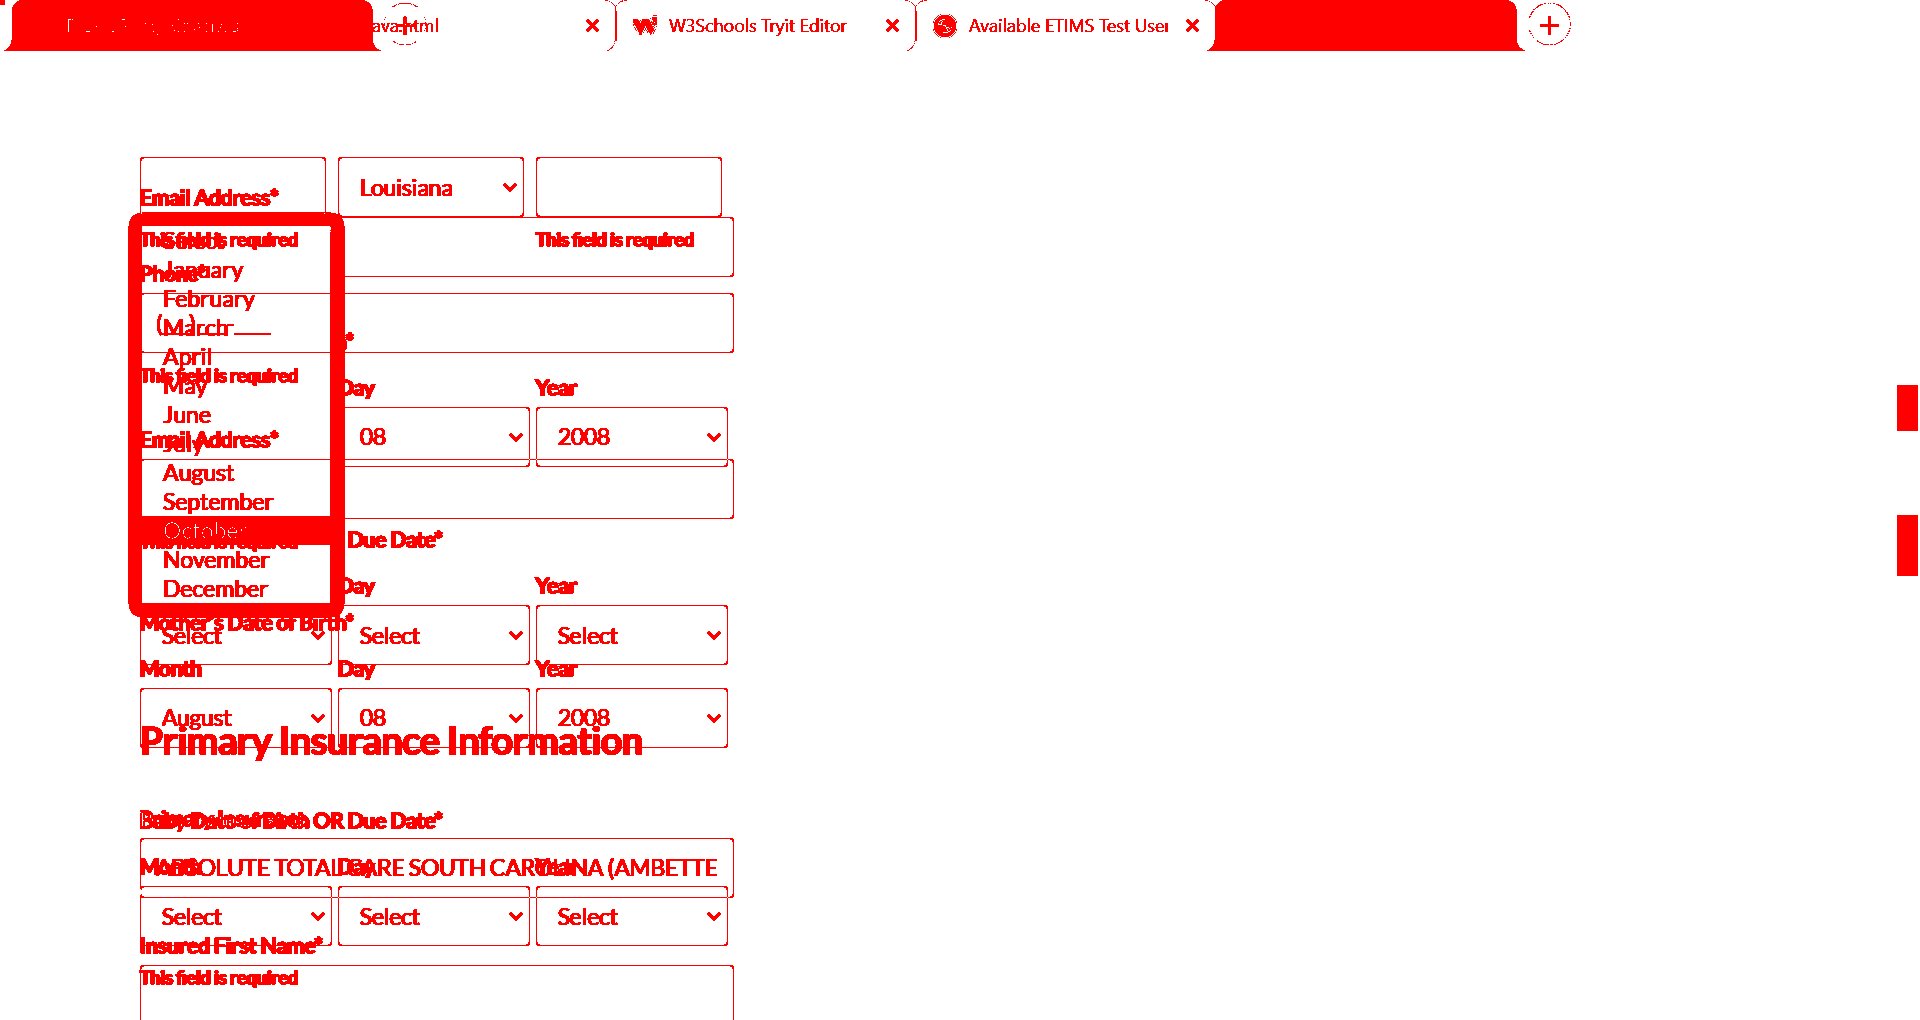 ava.html W3Schools Tryit Editor Available ETIMS Test User
Louisiana
Email Address*
This field is required This field is required
Select
January
Phone*
February
March
April
This field is required
May
Day Year
June
08 2008
Email Address*
July
August
September
October
This field is required Due Date*
November
December Day Year
Mother's Date of Birth*
Select Select Select
Month Day Year
August 08 2008
Primary Insurance Information
Baby Date of Birth OR Due Date*
ABSOLUTE TOTAL CARE SOUTH CAROLINA (AMBETTE
Month Day Year
Select Select Select
Insured First Name*
This field is required